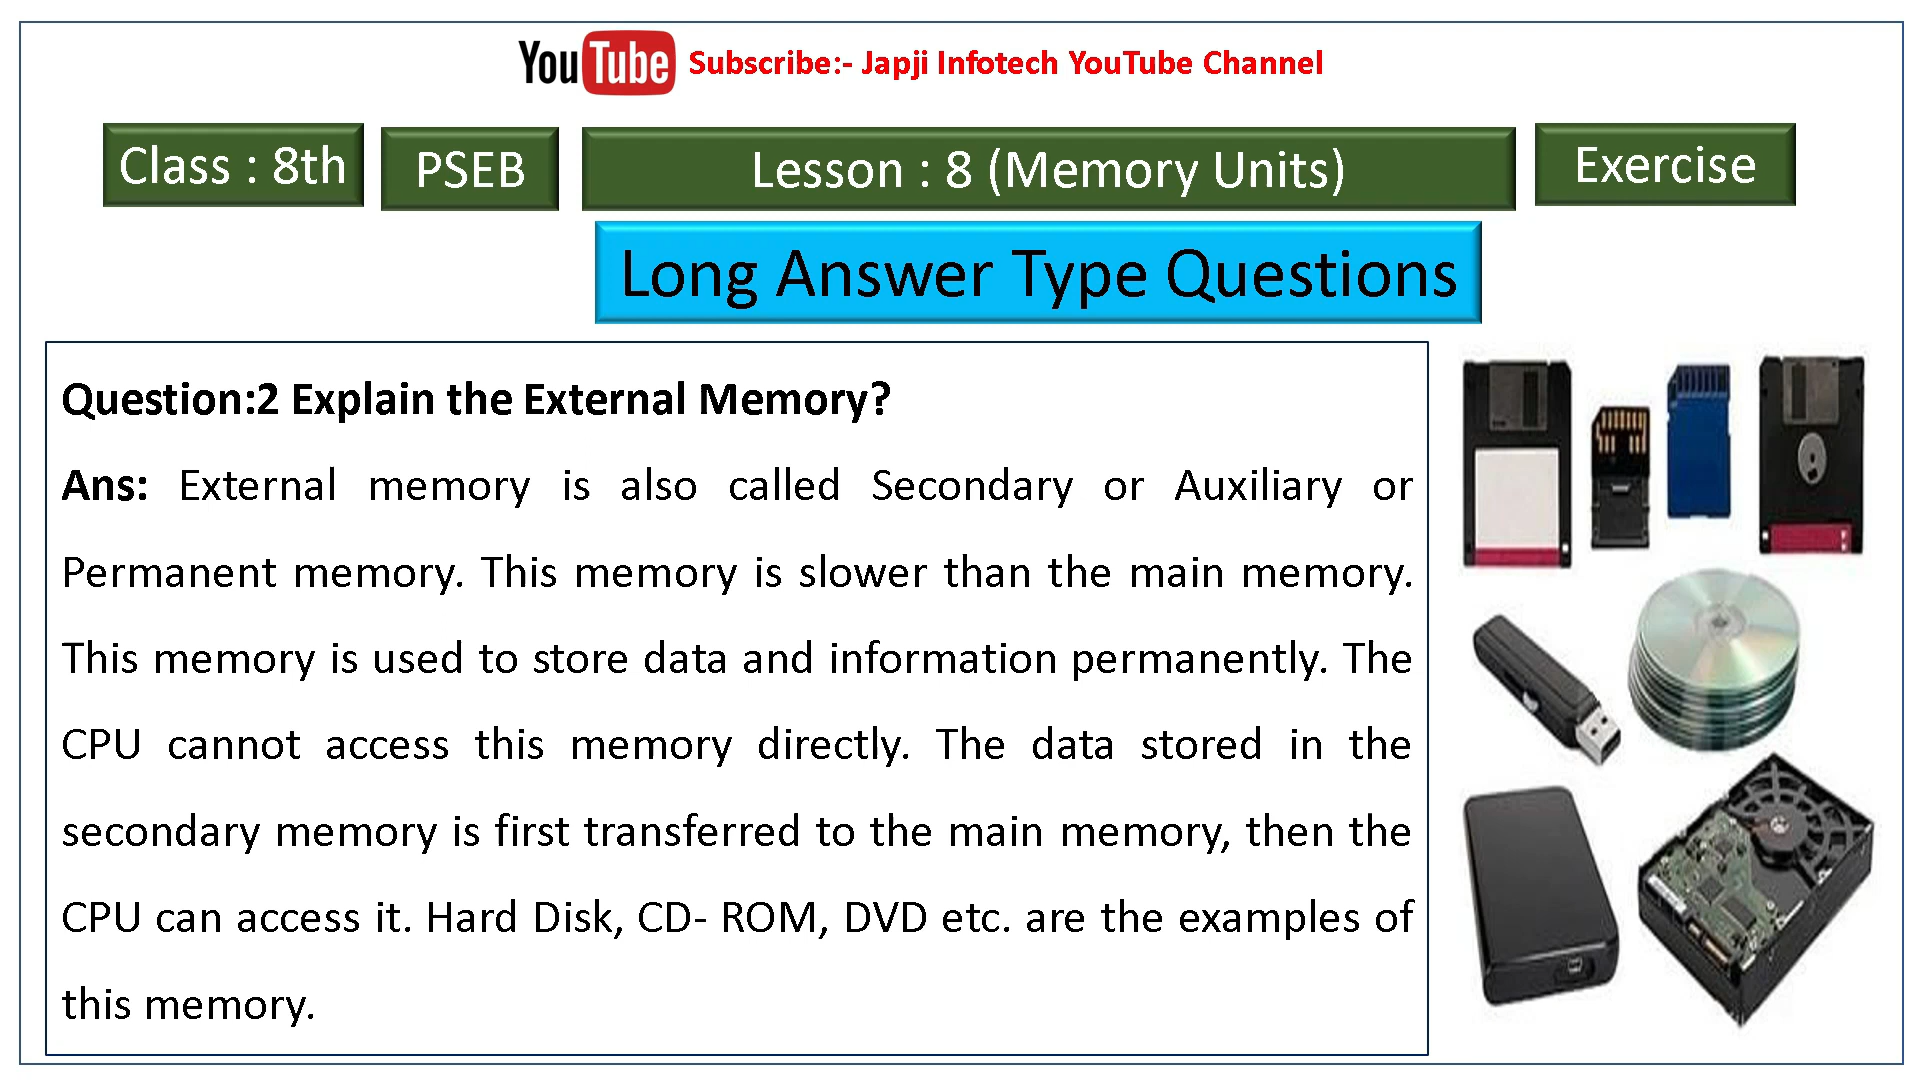 YouTube Subscribe:- Japji Infotech YouTube Channel
Class : 8th PSEB Lesson : 8 (Memory Units) Exercise
Long Answer Type Questions
Question:2 Explain the External Memory?
Ans: External memory is also called Secondary or Auxiliary or
Permanent memory. This memory is slower than the main memory.
This memory is used to store data and information permanently. The
CPU cannot access this memory directly. The data stored in the
secondary memory is first transferred to the main memory, then the
CPU can access it. Hard Disk, CD- ROM, DVD etc. are the examples of
this memory.